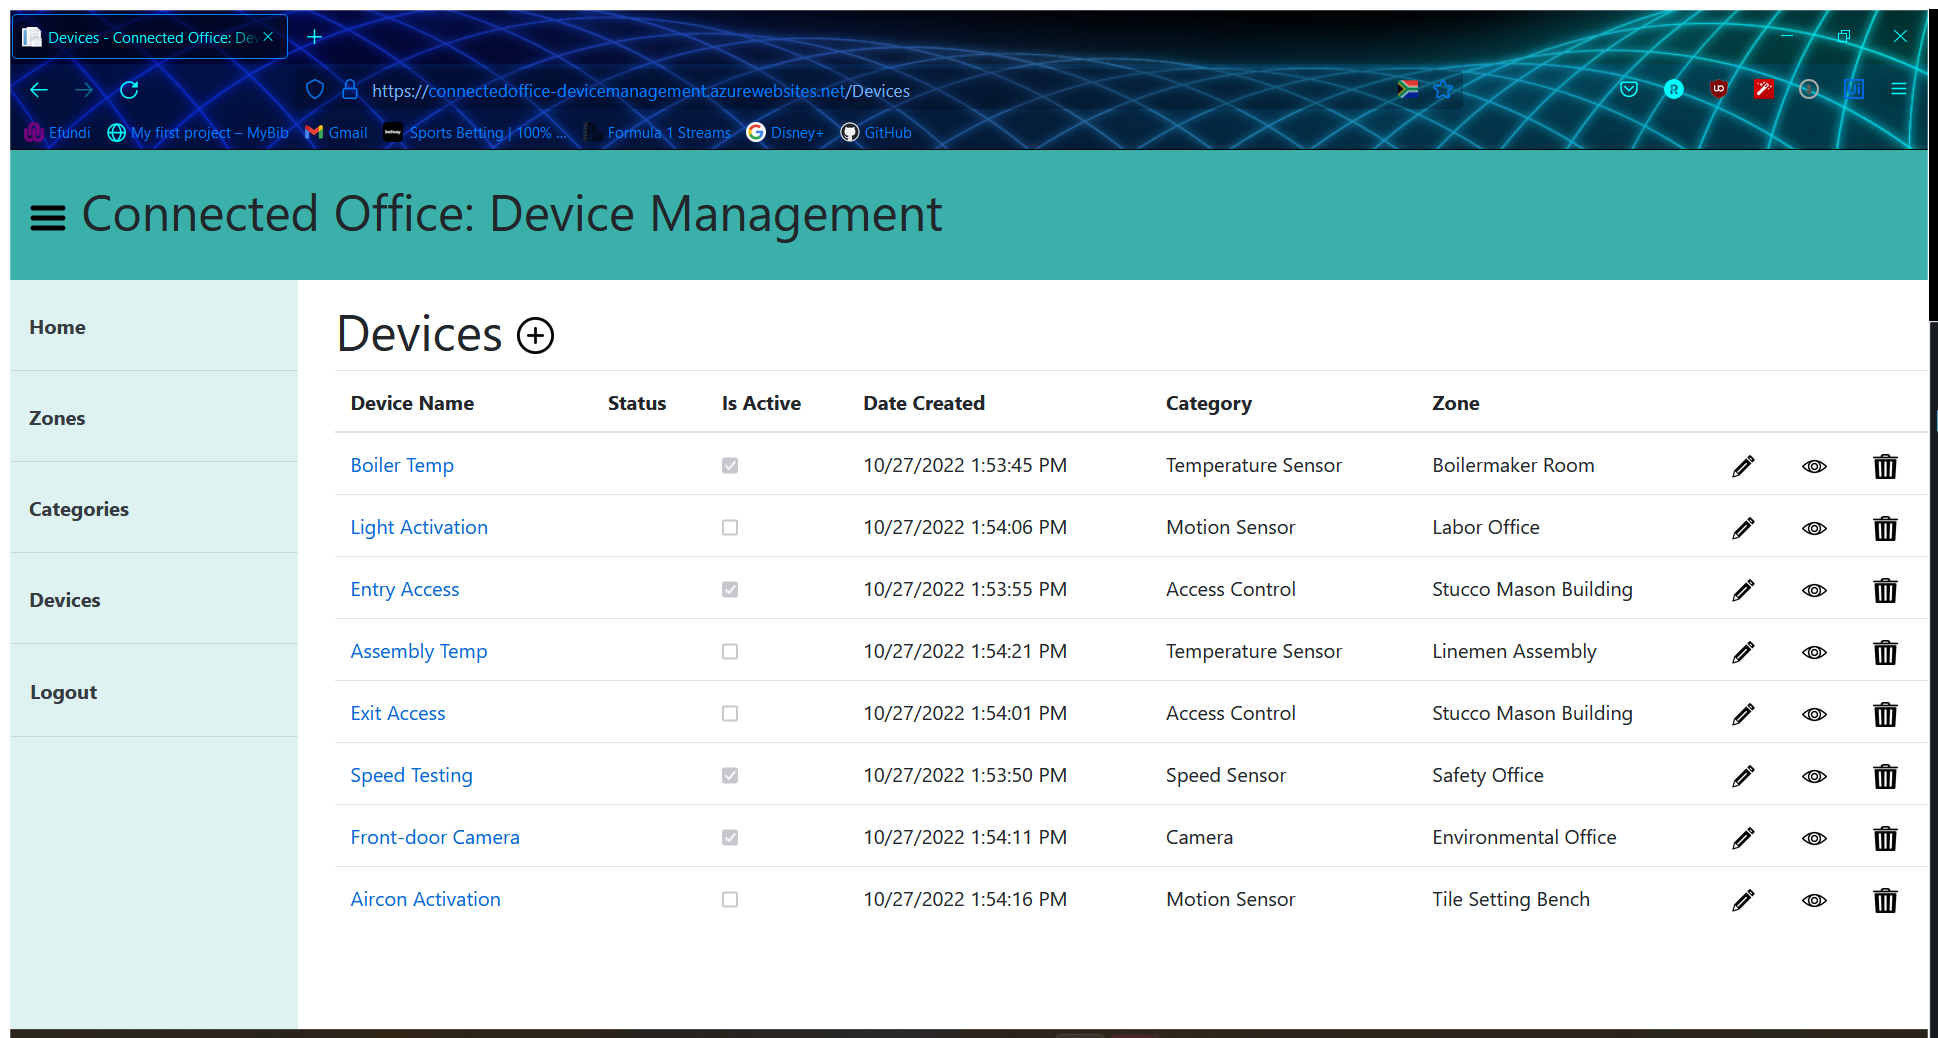 Devices - Connected Office: De
https://connectedoffice-devicemanagement.azurewebsites.net/Devices
Efundi My first project – MyBib Gmail betway Sports Betting | 100% ... Formula 1 Streams Disney+ GitHub
Connected Office: Device Management
Home
Zones
Categories
Devices
Logout
Devices
Device Name Status Is Active Date Created Category Zone
Boiler Temp 10/27/2022 1:53:45 PM Temperature Sensor Boilermaker Room
Light Activation 10/27/2022 1:54:06 PM Motion Sensor Labor Office
Entry Access 10/27/2022 1:53:55 PM Access Control Stucco Mason Building
Assembly Temp 10/27/2022 1:54:21 PM Temperature Sensor Linemen Assembly
Exit Access 10/27/2022 1:54:01 PM Access Control Stucco Mason Building
Speed Testing 10/27/2022 1:53:50 PM Speed Sensor Safety Office
Front-door Camera 10/27/2022 1:54:11 PM Camera Environmental Office
Aircon Activation 10/27/2022 1:54:16 PM Motion Sensor Tile Setting Bench